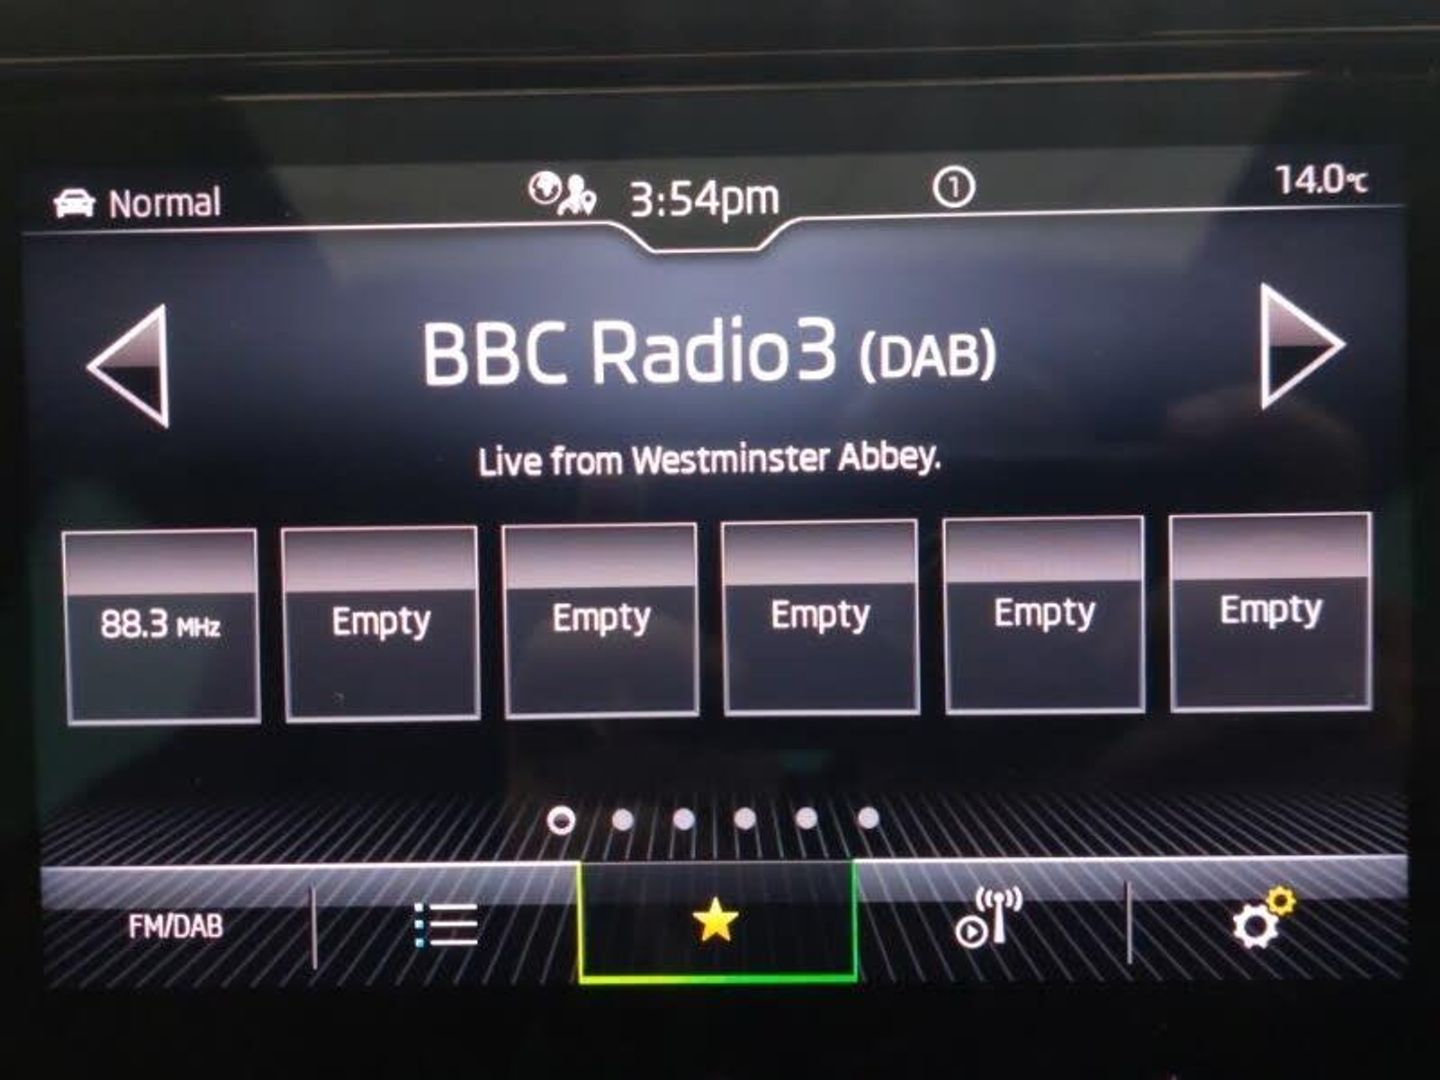 Normal
3:54pm
1
14.0°C
BBC Radio3 (DAB)
Live from Westminster Abbey.
88.3 MHz
Empty
Empty
Empty
Empty
Empty
FM/DAB